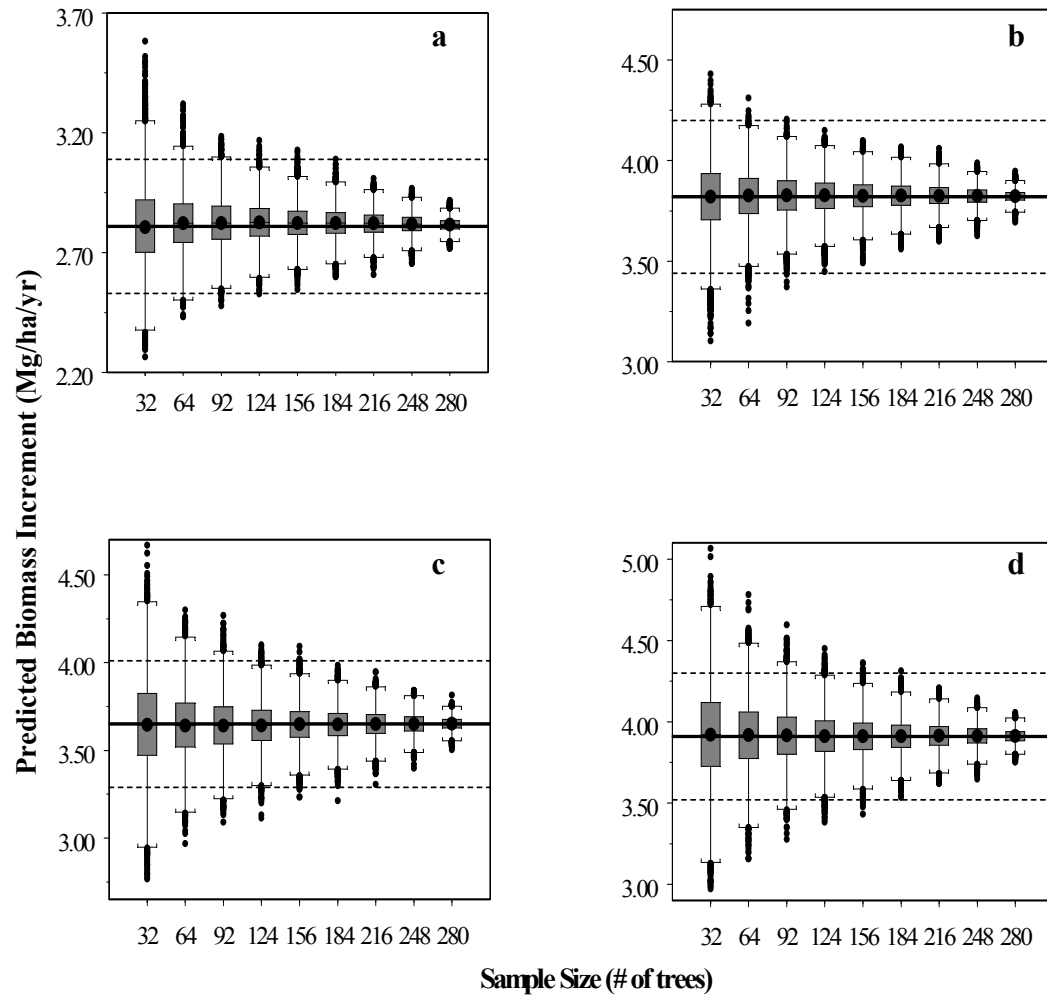 Predicted Biomass Increment (Mg/ha/yr)
a
3.70
3.20
2.70
2.20
32 64 92 124 156 184 216 248 280
b
4.50
4.00
3.50
3.00
32 64 92 124 156 184 216 248 280
c
4.50
4.00
3.50
3.00
32 64 92 124 156 184 216 248 280
d
5.00
4.50
4.00
3.50
3.00
32 64 92 124 156 184 216 248 280
Sample Size (# of trees)